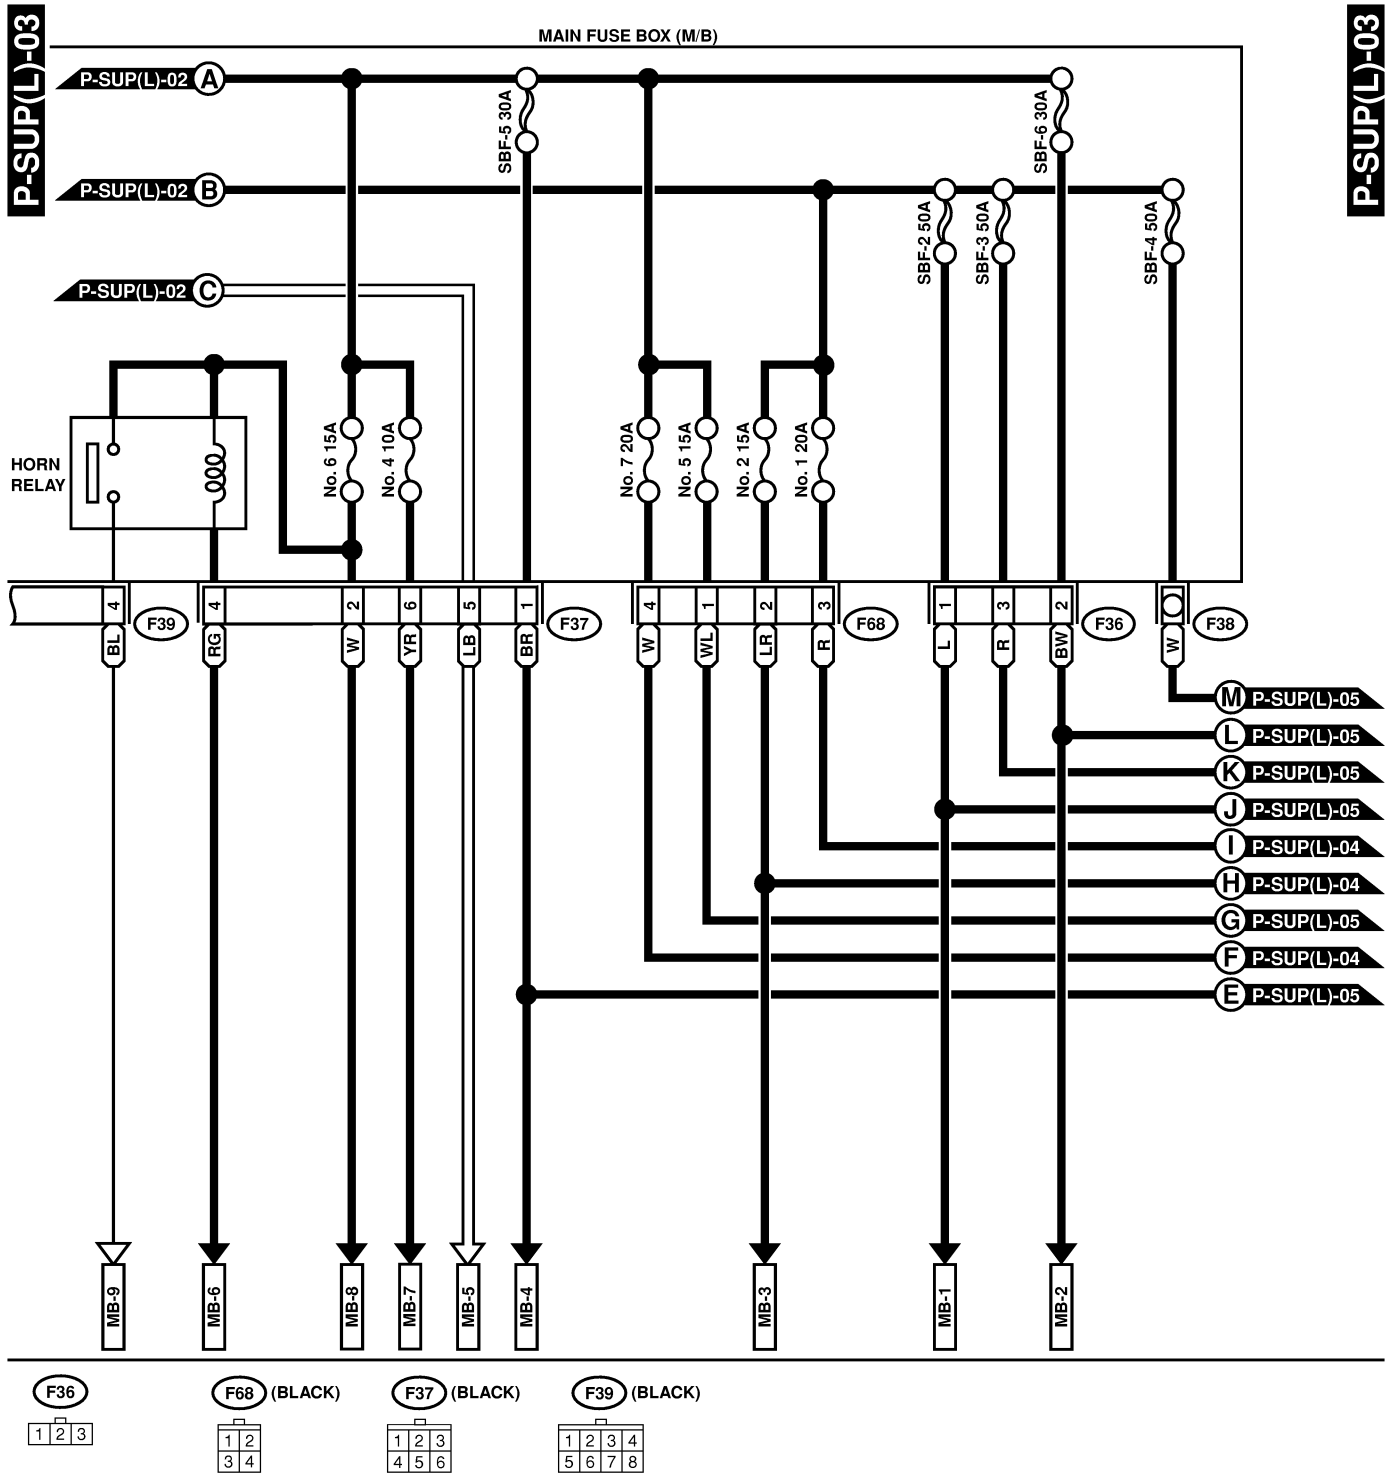 P-SUP(L)-03
P-SUP(L)-03
MAIN FUSE BOX (M/B)
P-SUP(L)-02 A
SBF-5 30A
SBF-6 30A
P-SUP(L)-02 B
SBF-2 50A
SBF-3 50A
SBF-4 50A
P-SUP(L)-02 C
HORN
RELAY
No. 6 15A
No. 4 10A
No. 7 20A
No. 5 15A
No. 2 15A
No. 1 20A
4
F39
4
2
6
5
1
F37
4
1
2
3
F68
1
3
2
F36
F38
BL
RG
W
YR
LB
BR
W
WL
LR
R
L
R
BW
W
M P-SUP(L)-05
L P-SUP(L)-05
K P-SUP(L)-05
J P-SUP(L)-05
I P-SUP(L)-04
H P-SUP(L)-04
G P-SUP(L)-05
F P-SUP(L)-04
E P-SUP(L)-05
MB-9
MB-6
MB-8
MB-7
MB-5
MB-4
MB-3
MB-1
MB-2
F36
1 2 3
F68 (BLACK)
1 2
3 4
F37 (BLACK)
1 2 3
4 5 6
F39 (BLACK)
1 2 3 4
5 6 7 8